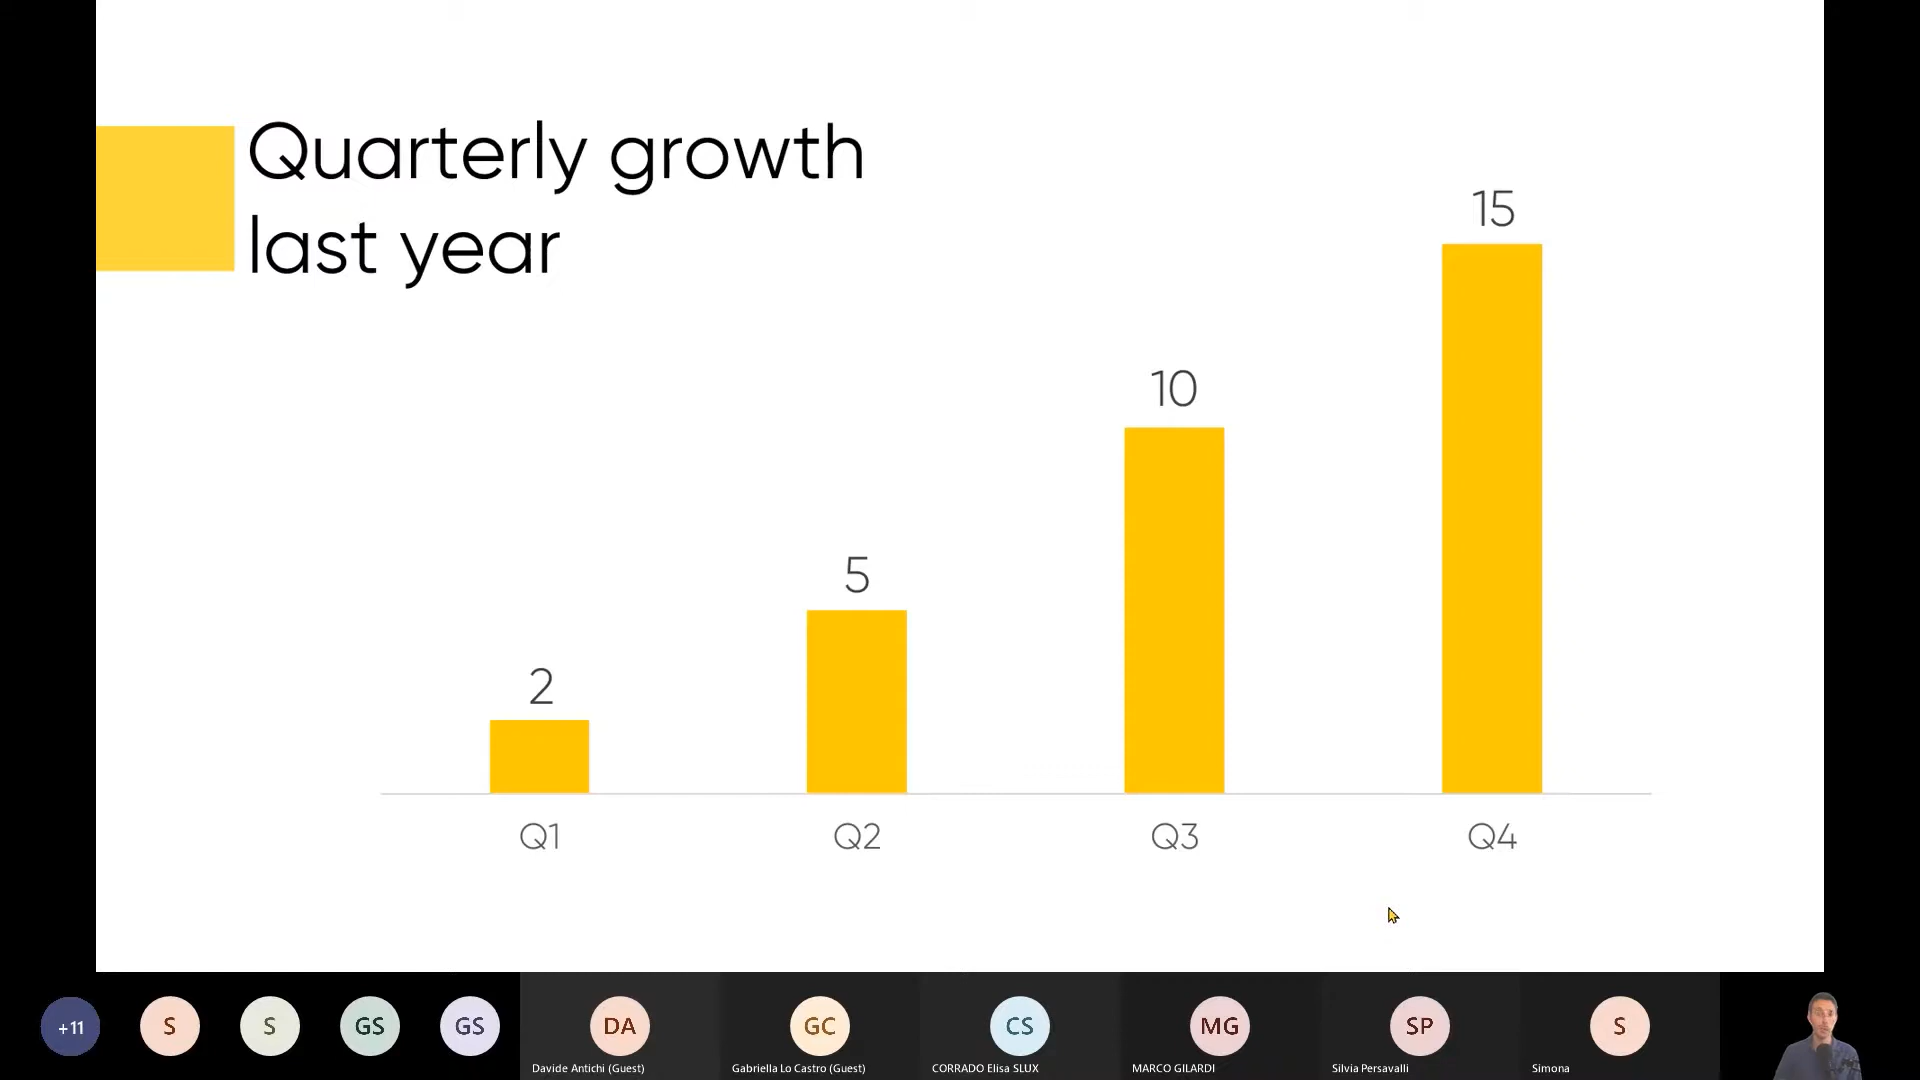 Quarterly growth
last year
15
10
5
2
Q1 Q2 Q3 Q4
+11 S S GS GS DA GC CS MG SP S
Davide Antichi (Guest) Gabriella Lo Castro (Guest) CORRADO Elisa SLUX MARCO GILARDI Silvia Persavalli Simona